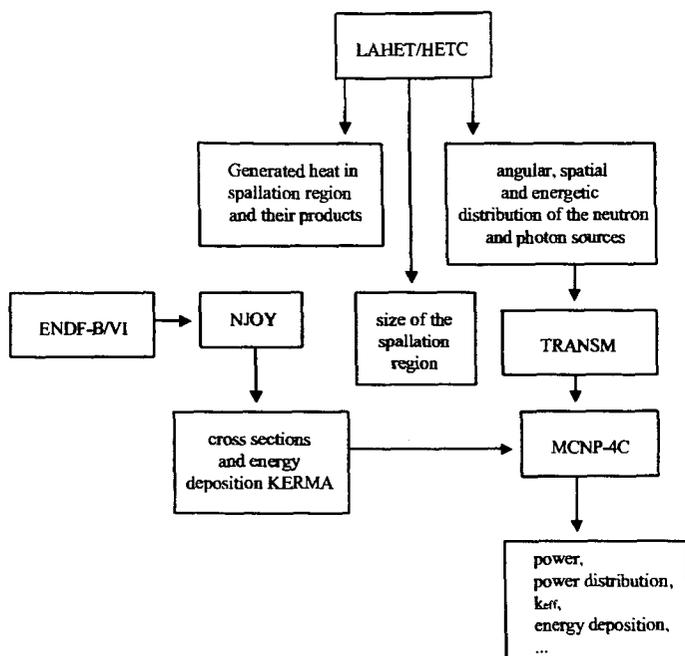 LAHET/HETC
Generated heat in
spallation region
and their products
angular, spatial
and energetic
distribution of the neutron
and photon sources
ENDF-B/VI
NJOY
size of the
spallation
region
TRANSM
cross sections
and energy
deposition KERMA
MCNP-4C
power,
power distribution,
keff,
energy deposition,
...